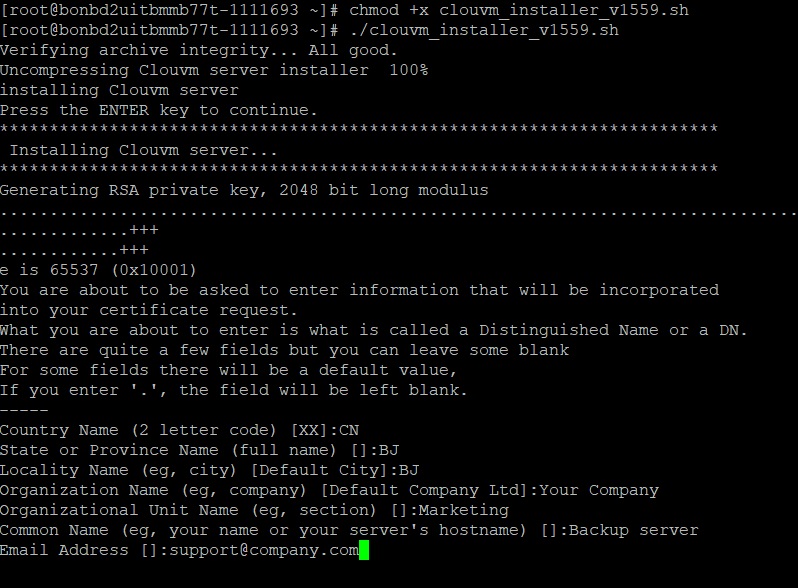 [root@bonbd2uitbmmb77t-1111693 ~]# chmod +x clouvm_installer_v1559.sh
[root@bonbd2uitbmmb77t-1111693 ~]# ./clouvm_installer_v1559.sh
Verifying archive integrity... All good.
Uncompressing Clouvm server installer  100%
installing Clouvm server
Press the ENTER key to continue.
************************************************************************
 Installing Clouvm server...
************************************************************************
Generating RSA private key, 2048 bit long modulus
................................................................................
.............+++
............+++
e is 65537 (0x10001)
You are about to be asked to enter information that will be incorporated
into your certificate request.
What you are about to enter is what is called a Distinguished Name or a DN.
There are quite a few fields but you can leave some blank
For some fields there will be a default value,
If you enter '.', the field will be left blank.
-----
Country Name (2 letter code) [XX]:CN
State or Province Name (full name) []:BJ
Locality Name (eg, city) [Default City]:BJ
Organization Name (eg, company) [Default Company Ltd]:Your Company
Organizational Unit Name (eg, section) []:Marketing
Common Name (eg, your name or your server's hostname) []:Backup server
Email Address []:support@company.com